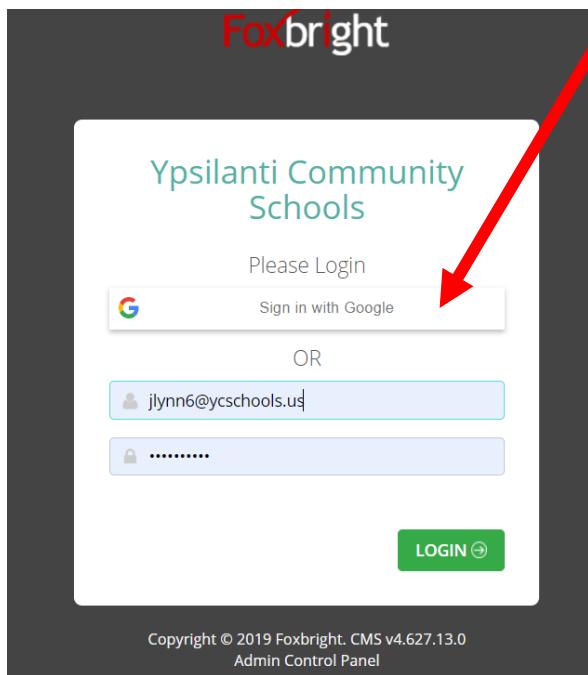 Foxbright
Ypsilanti Community
Schools
Please Login
Sign in with Google
OR
jlynn6@ycschools.us
••••••••••
LOGIN
Copyright © 2019 Foxbright. CMS v4.627.13.0
Admin Control Panel